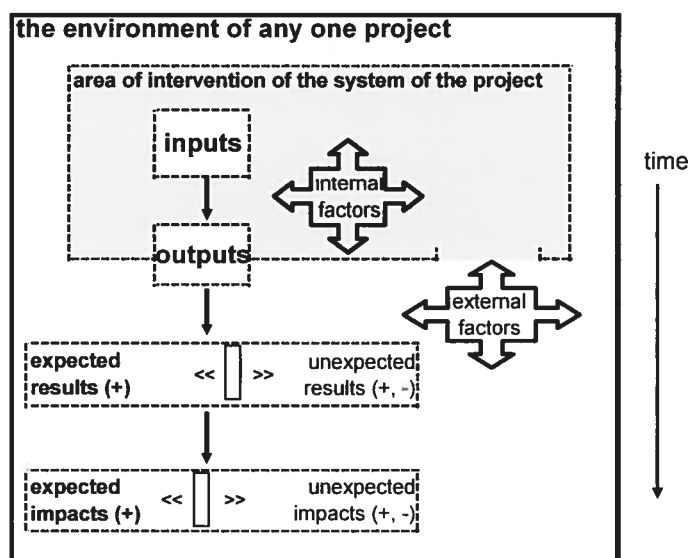 the environment of any one project
area of intervention of the system of the project
inputs
internal
factors
time
outputs
external
factors
expected << >> unexpected
results (+) results (+, -)
expected << >> unexpected
impacts (+) impacts (+, -)